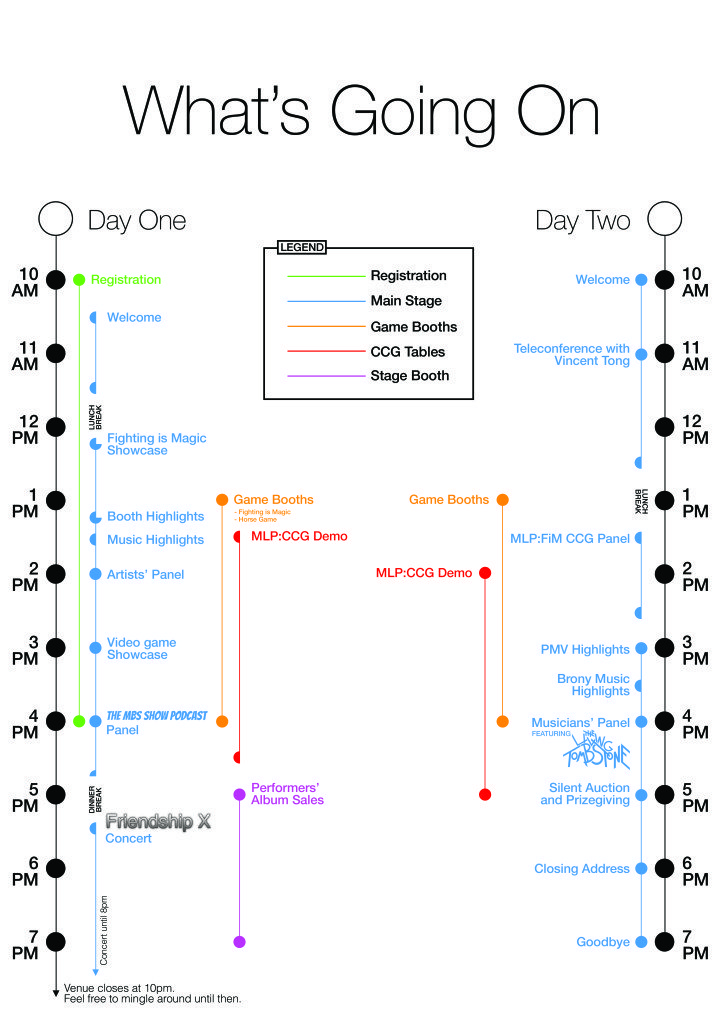 What's Going On
Day One
Day Two
LEGEND
Registration
Main Stage
Game Booths
CCG Tables
Stage Booth
10
AM
11
AM
12
PM
1
PM
2
PM
3
PM
4
PM
5
PM
6
PM
7
PM
Registration
Welcome
LUNCH
BREAK
Fighting is Magic
Showcase
Booth Highlights
Music Highlights
Artists' Panel
Video game
Showcase
THE MBS SHOW PODCAST
Panel
DINNER
BREAK
Friendship X
Concert
Concert until 8pm
Venue closes at 10pm.
Feel free to mingle around until then.
Game Booths
- Fighting is Magic
- Horse Game
MLP:CCG Demo
Performers'
Album Sales
Game Booths
MLP:CCG Demo
Welcome
Teleconference with
Vincent Tong
LUNCH
BREAK
MLP:FiM CCG Panel
PMV Highlights
Brony Music
Highlights
Musicians' Panel
FEATURING
THE
LIVING
TOMBSTONE
Silent Auction
and Prizegiving
Closing Address
Goodbye
10
AM
11
AM
12
PM
1
PM
2
PM
3
PM
4
PM
5
PM
6
PM
7
PM